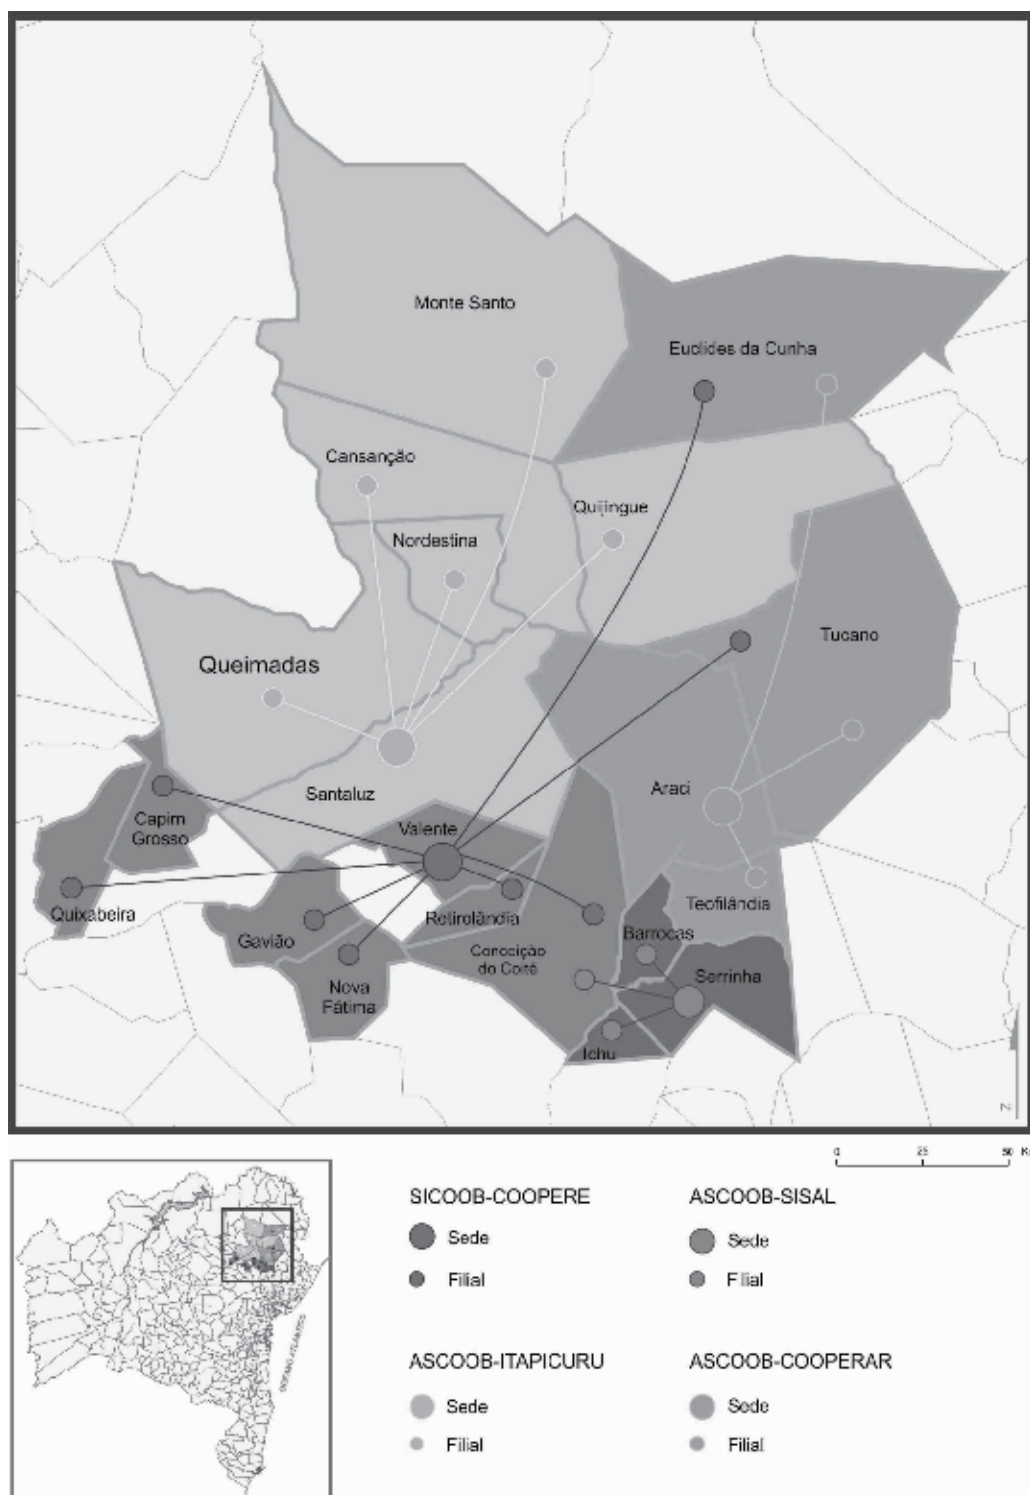 Monte Santo
Euclides da Cunha
Cansanção
Quijingue
Nordestina
Tucano
Queimadas
Araci
Santaluz
Capim
Grosso
Valente
Quixabeira
Retirolândia
Teofilândia
Gavião
Conceição
do Coité
Barrocas
Serrinha
Nova
Fátima
Ichu
N
0 25 50 K
SICOOB-COOPERE
Sede
Filial
ASCOOB-SISAL
Sede
Filial
ASCOOB-ITAPICURU
Sede
Filial
ASCOOB-COOPERAR
Sede
Filial
OCEANO ATLÂNTICO